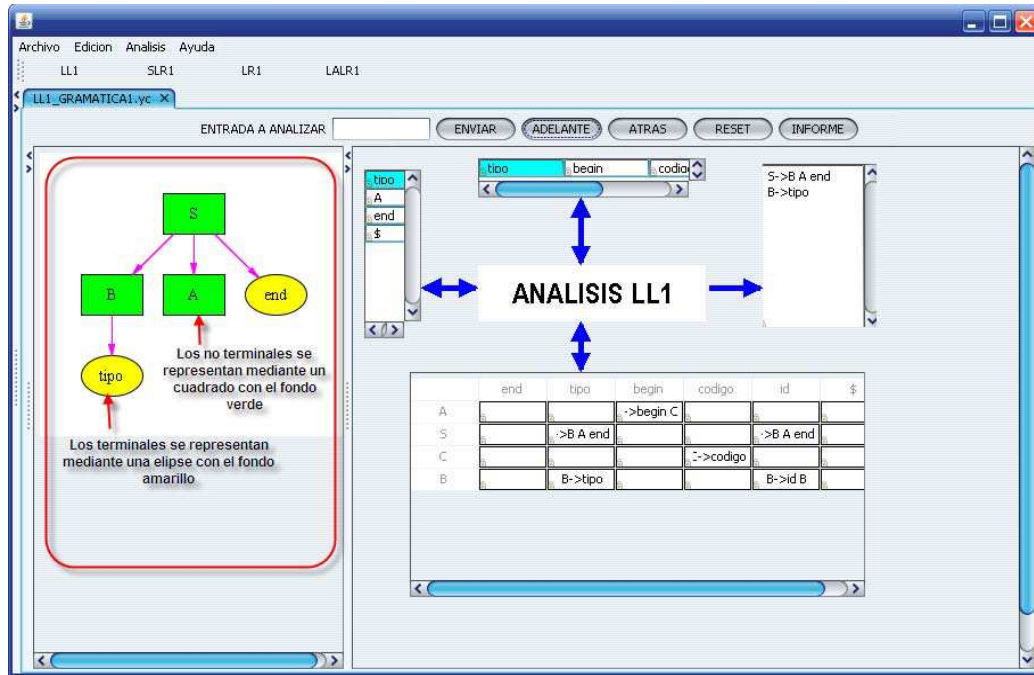 Archivo Edicion Analisis Ayuda
LL1 SLR1 LR1 LALR1
LL1_GRAMATICA1.yc X
ENTRADA A ANALIZAR ENVIAR ADELANTE ATRAS RESET INFORME
S
B A end
tipo
Los no terminales se
representan mediante un
cuadrado con el fondo
verde
Los terminales se representan
mediante una elipse con el fondo
amarillo
tipo
A
end
$
tipo begin codig
S->B A end
B->tipo
ANALISIS LL1
end tipo begin codigo id $
A ->begin C
S ->B A end ->B A end
C ->codigo
B B->tipo B->id B